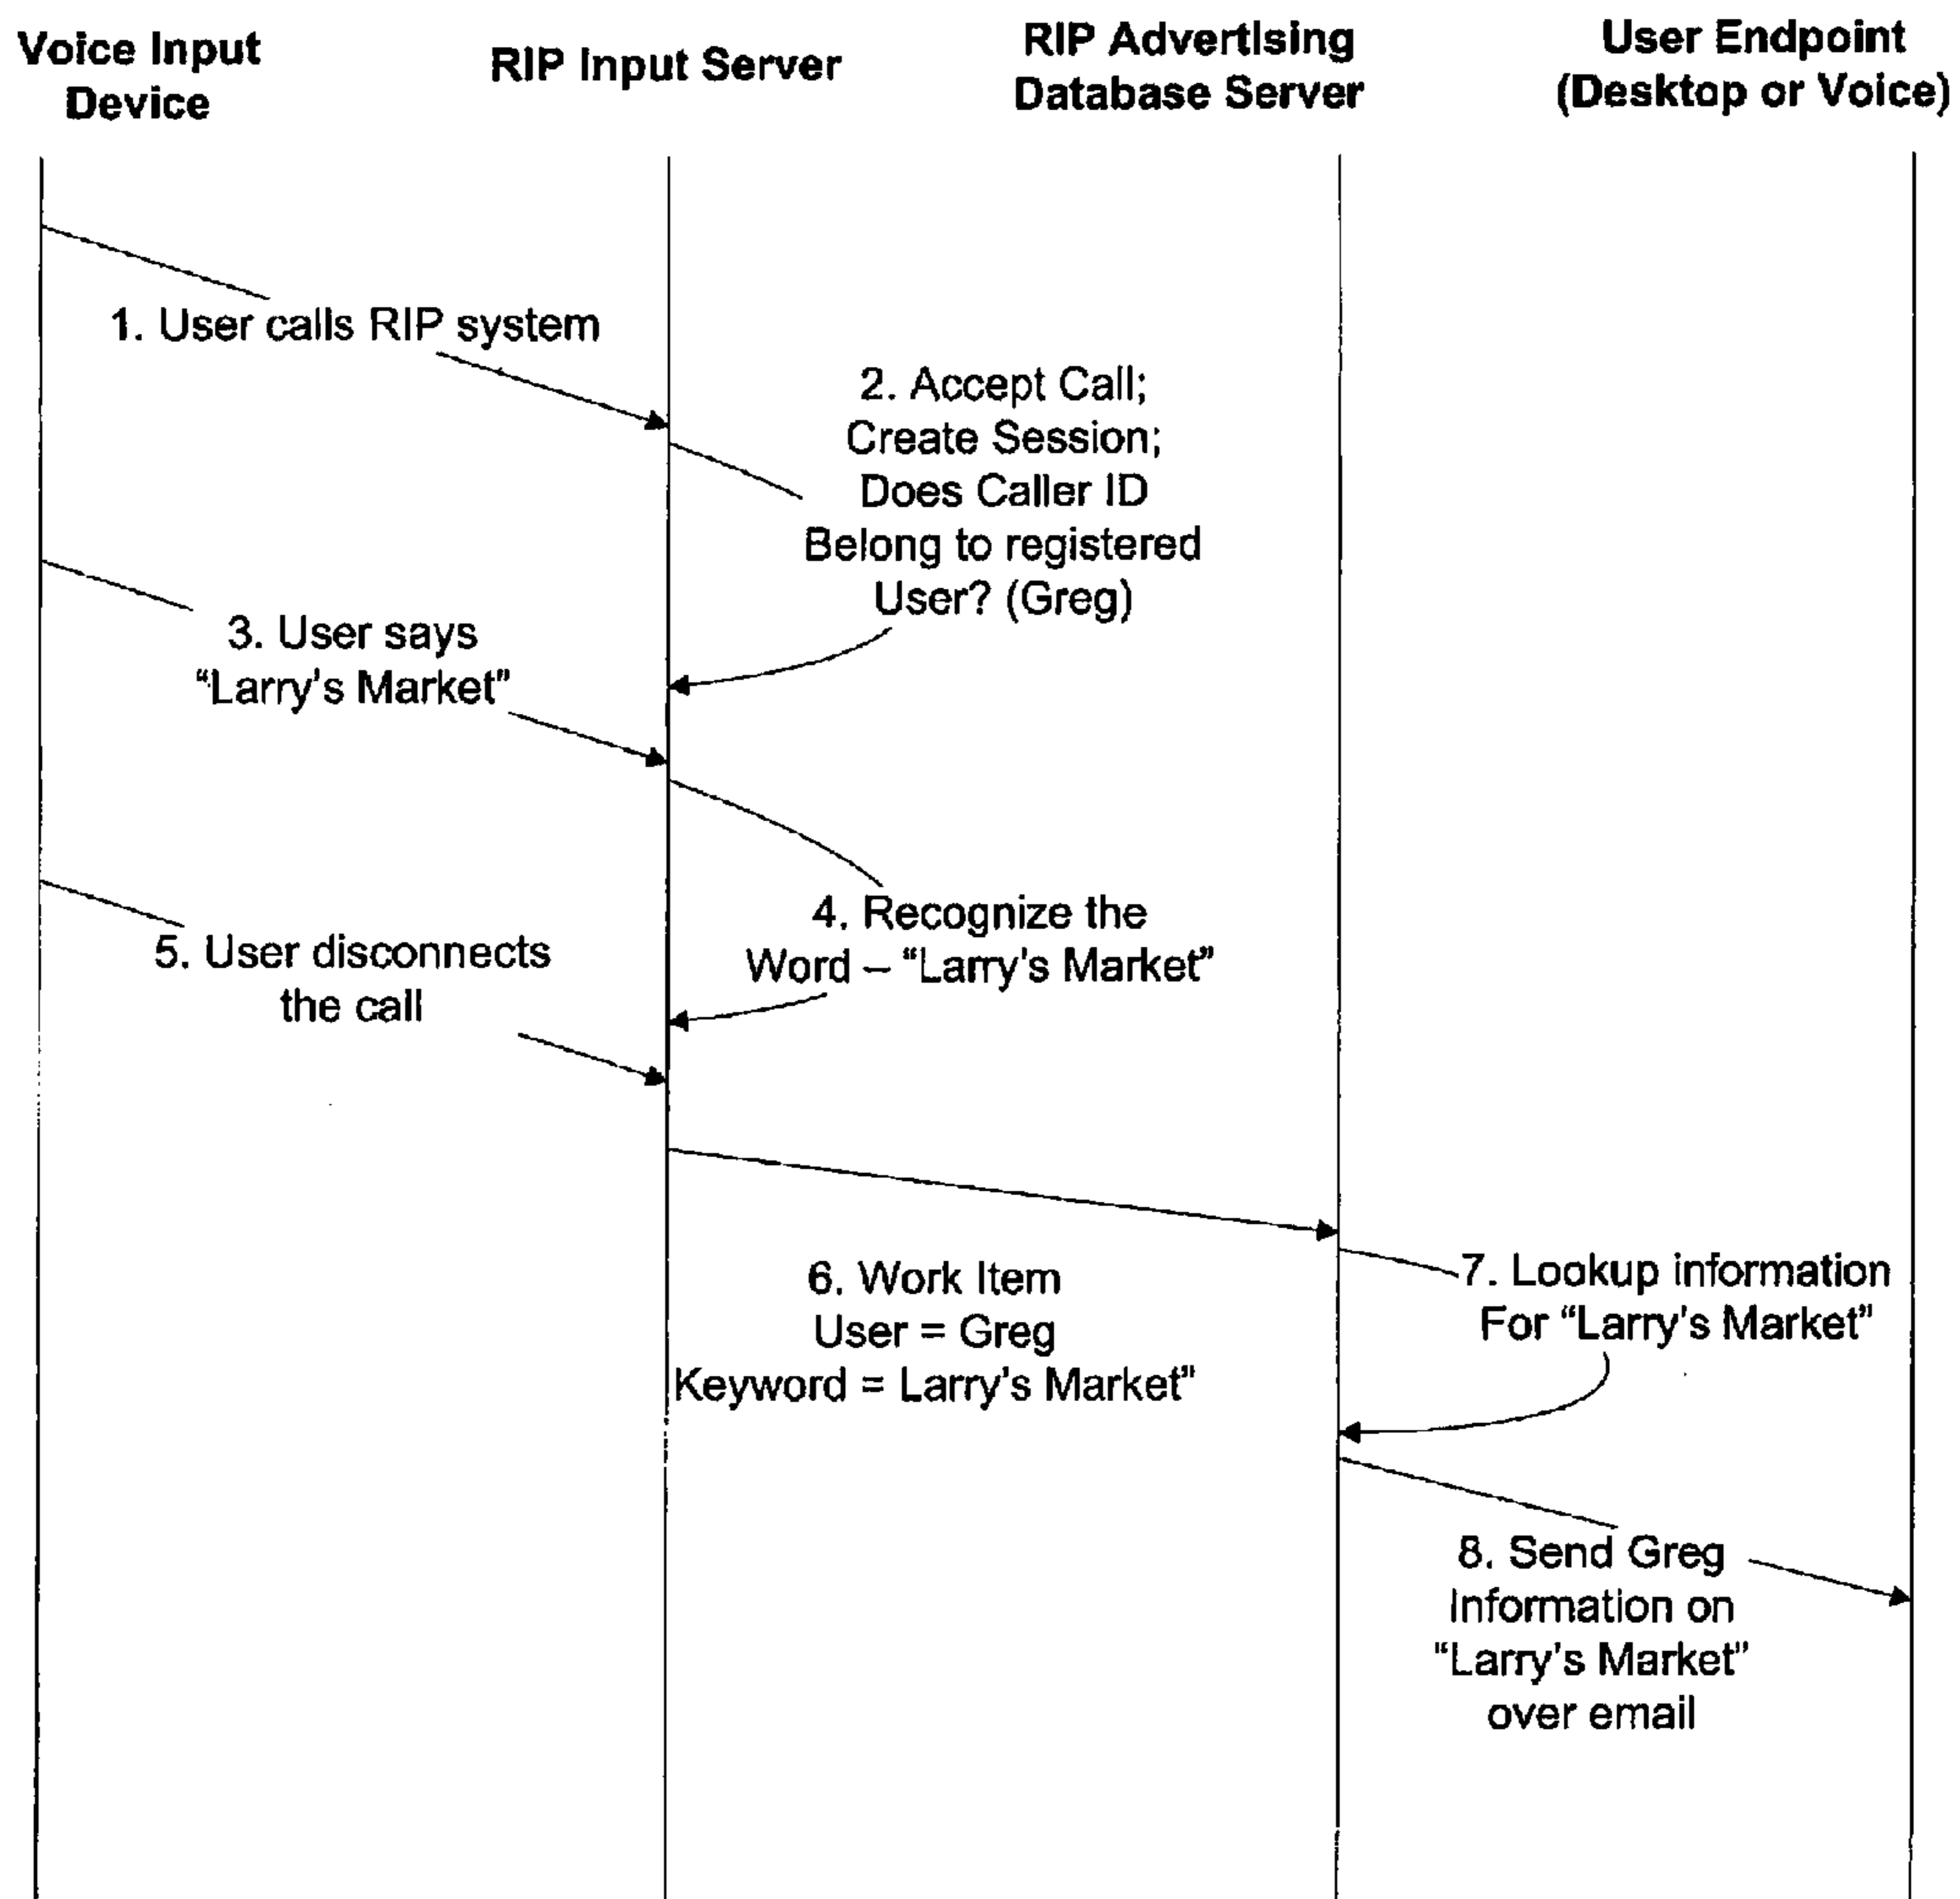 Voice Input
Device
RIP Input Server
RIP Advertising
Database Server
User Endpoint
(Desktop or Voice)
1. User calls RIP system
2. Accept Call;
Create Session;
Does Caller ID
Belong to registered
User? (Greg)
3. User says
“Larry’s Market”
4. Recognize the
Word – “Larry’s Market”
5. User disconnects
the call
6. Work Item
User = Greg
Keyword = Larry’s Market”
7. Lookup information
For “Larry’s Market”
8. Send Greg
Information on
“Larry’s Market”
over email